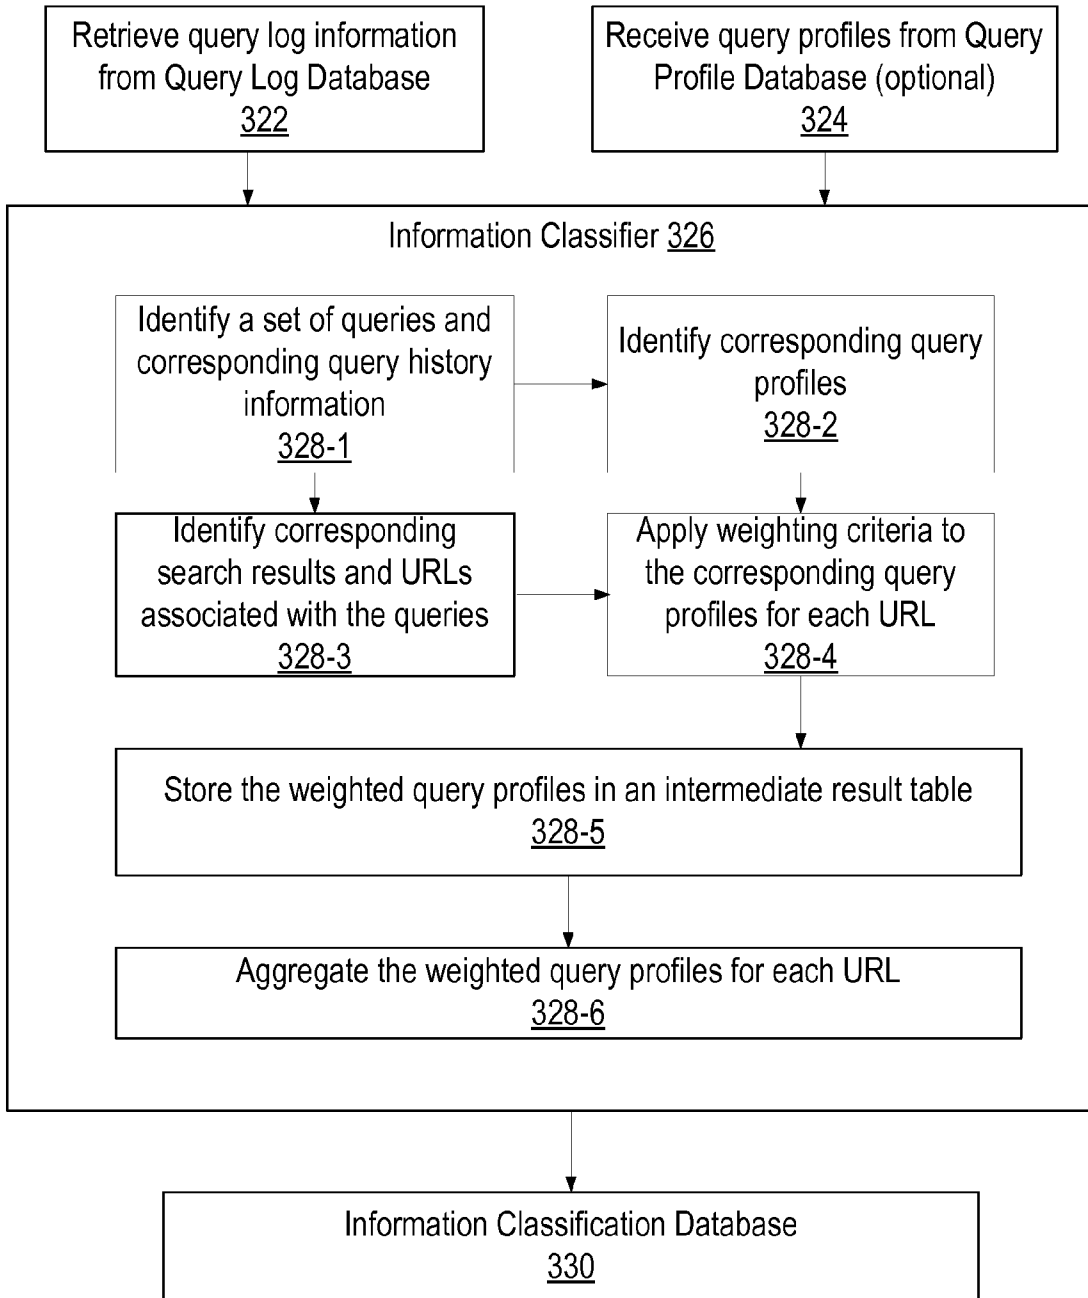 Retrieve query log information
from Query Log Database
322
Receive query profiles from Query
Profile Database (optional)
324
Information Classifier 326
Identify a set of queries and
corresponding query history
information
328-1
Identify corresponding query
profiles
328-2
Identify corresponding
search results and URLs
associated with the queries
328-3
Apply weighting criteria to
the corresponding query
profiles for each URL
328-4
Store the weighted query profiles in an intermediate result table
328-5
Aggregate the weighted query profiles for each URL
328-6
Information Classification Database
330